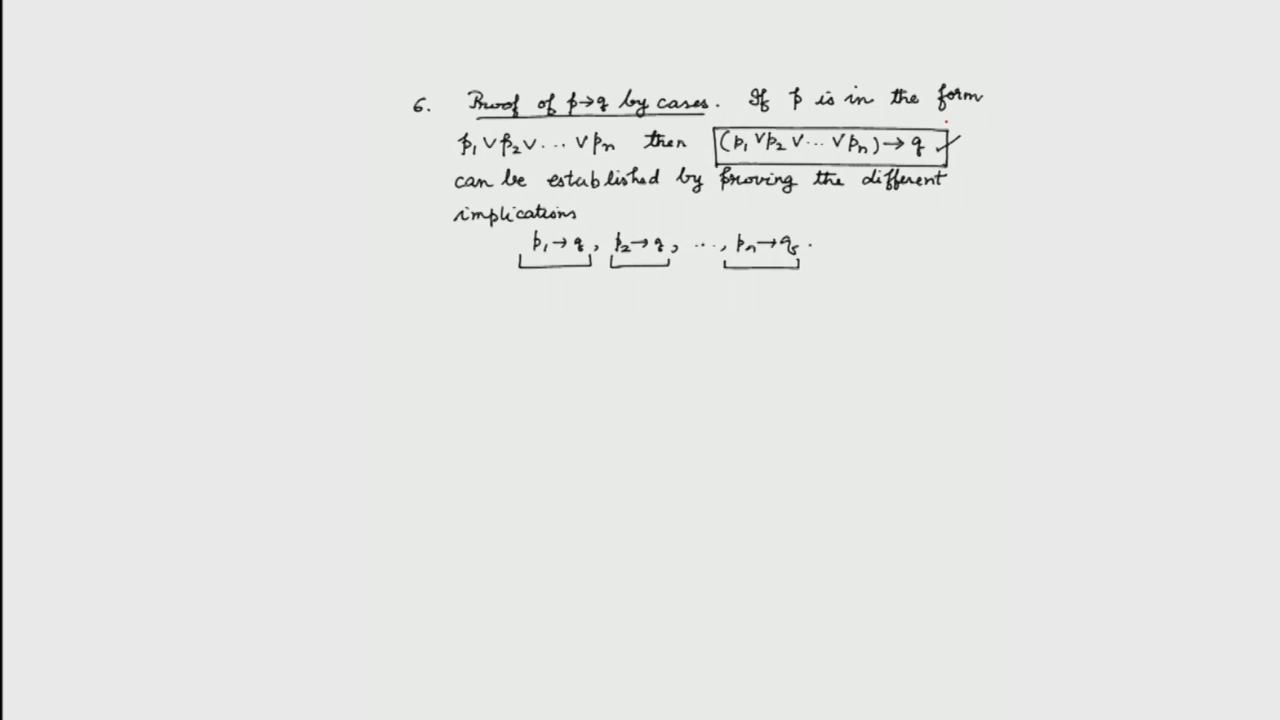 6. Proof of p→q by cases. If p is in the form
p₁ ∨ p₂ ∨ ... ∨ pₙ then (p₁ ∨ p₂ ∨ ... ∨ pₙ) → q ✓
can be established by proving the different
implications
p₁→q, p₂→q, ..., pₙ→q.